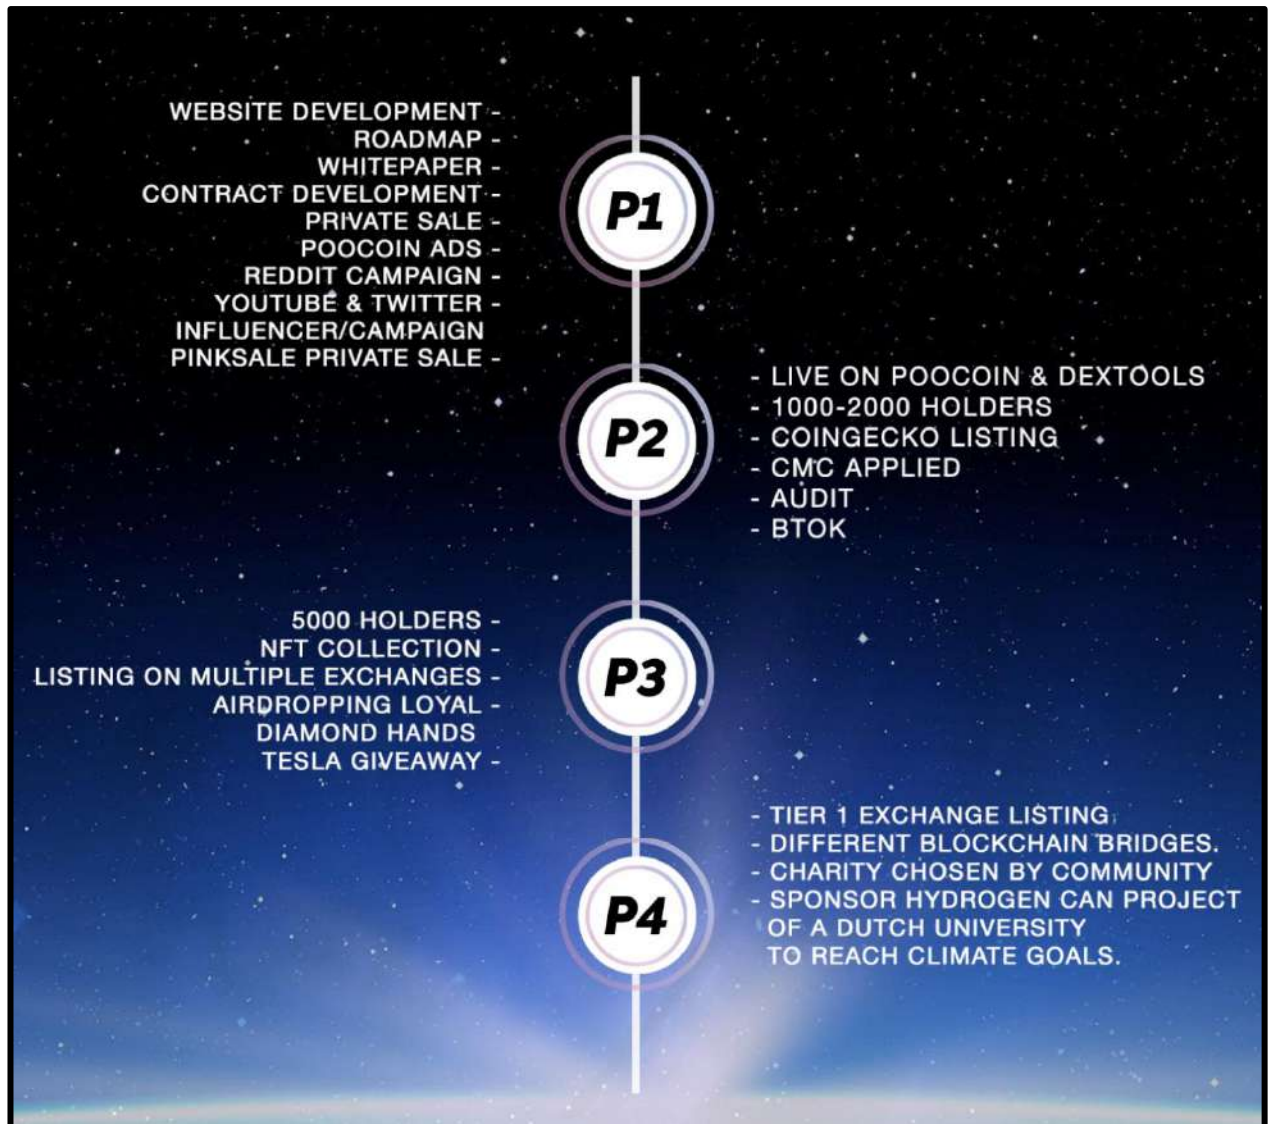 WEBSITE DEVELOPMENT -
ROADMAP -
WHITEPAPER -
CONTRACT DEVELOPMENT -
PRIVATE SALE -
POOCOIN ADS -
REDDIT CAMPAIGN -
YOUTUBE & TWITTER -
INFLUENCER/CAMPAIGN
PINKSALE PRIVATE SALE -
P1
P2
- LIVE ON POOCOIN & DEXTOOLS
- 1000-2000 HOLDERS
- COINGECKO LISTING
- CMC APPLIED
- AUDIT
- BTOK
5000 HOLDERS -
NFT COLLECTION -
LISTING ON MULTIPLE EXCHANGES -
AIRDROPPING LOYAL -
DIAMOND HANDS
TESLA GIVEAWAY -
P3
P4
- TIER 1 EXCHANGE LISTING
- DIFFERENT BLOCKCHAIN BRIDGES.
- CHARITY CHOSEN BY COMMUNITY
- SPONSOR HYDROGEN CAN PROJECT
OF A DUTCH UNIVERSITY
TO REACH CLIMATE GOALS.